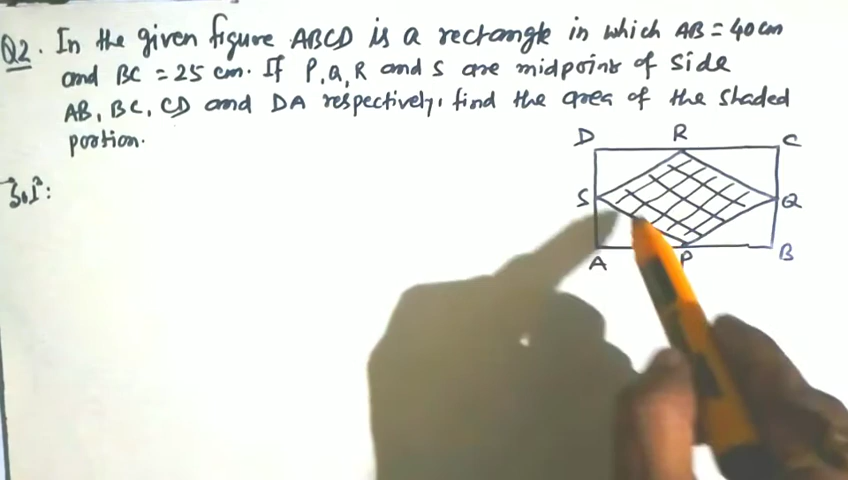 Q2. In the given figure ABCD is a rectangle in which AB = 40 cm
and BC = 25 cm. If P, Q, R and S are midpoint of side
AB, BC, CD and DA respectively, find the area of the shaded
portion.
D R C
Sol:
S Q
A P B